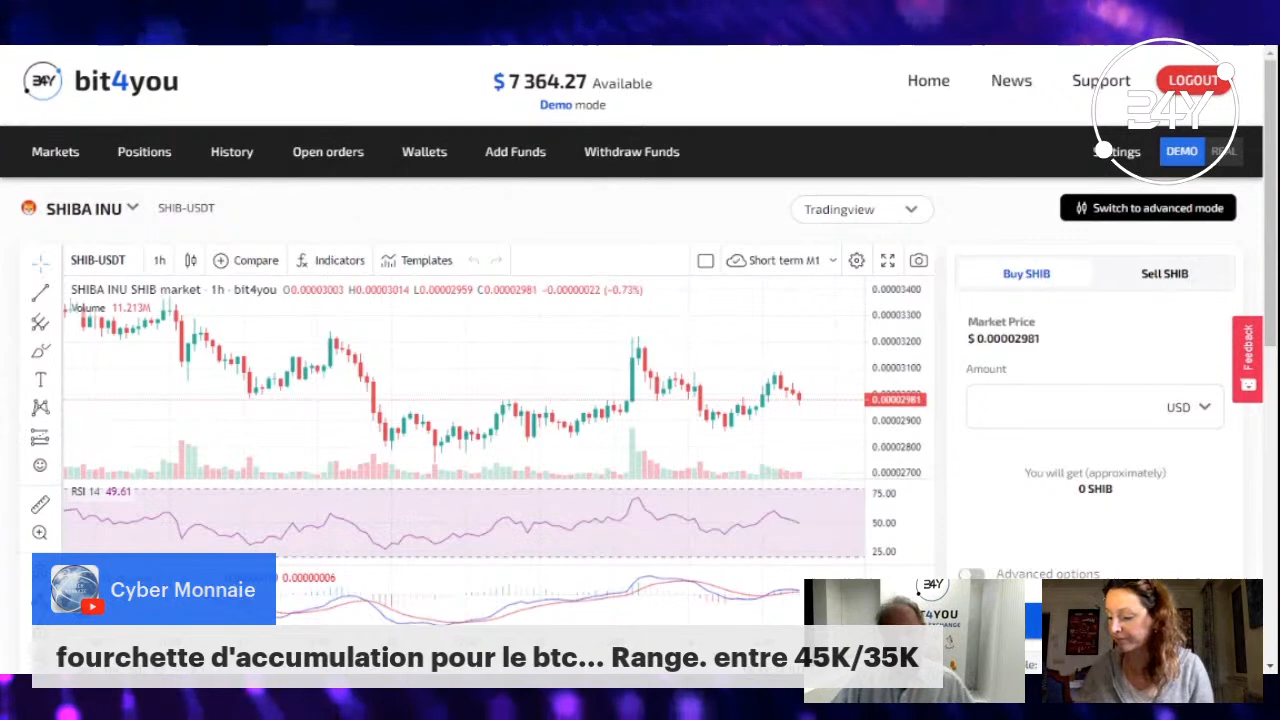 B4Y bit4you
$ 7 364.27 Available
Demo mode
Home News Support LOGOUT
B4Y
Markets Positions History Open orders Wallets Add Funds Withdraw Funds
DEMO REAL
SHIBA INU SHIB-USDT
Tradingview
Switch to advanced mode
SHIB-USDT 1h Compare Indicators Templates Short term M1
Buy SHIB Sell SHIB
SHIBA INU SHIB market · 1h · bit4you O0.00003003 H0.00003014 L0.00002959 C0.00002981 -0.00000022 (-0.73%)
Volume 11.213M
0.00003400
0.00003300
0.00003200
0.00003100
0.00002981
0.00002900
0.00002800
0.00002700
Market Price
$ 0.00002981
Amount
USD
Feedback
You will get (approximately)
0 SHIB
RSI 14 49.61
75.00
50.00
25.00
0.00000006
Advanced options
Cyber Monnaie
B4Y
T4YOU
EXCHANGE
fourchette d'accumulation pour le btc... Range. entre 45K/35K